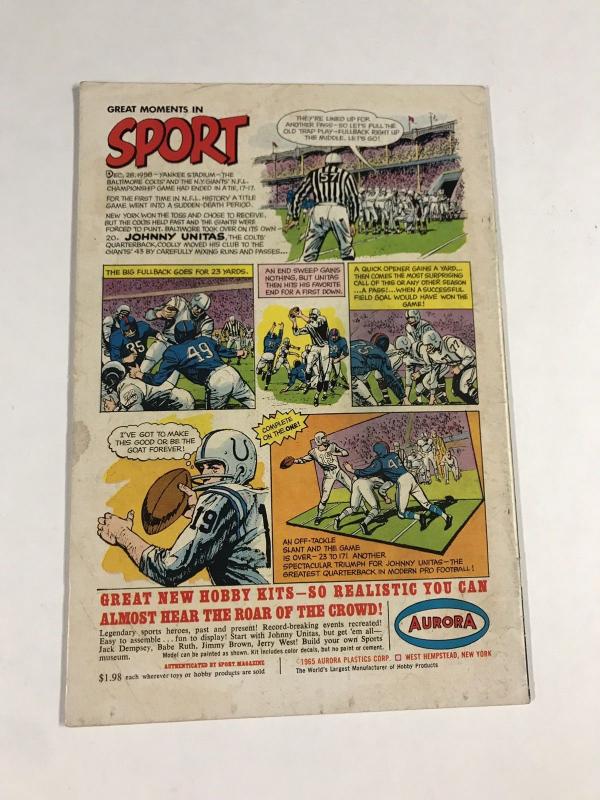 GREAT MOMENTS IN
SPORT
DEC. 28, 1958 – YANKEE STADIUM – THE
BALTIMORE COLTS' AND THE N.Y. GIANTS' N.F.L.
CHAMPIONSHIP GAME HAD ENDED IN A TIE, 17-17.
FOR THE FIRST TIME IN N.F.L. HISTORY A TITLE
GAME WENT INTO A SUDDEN-DEATH PERIOD.
NEW YORK WON THE TOSS AND CHOSE TO RECEIVE,
BUT THE COLTS HELD FAST AND THE GIANTS WERE
FORCED TO PUNT. BALTIMORE TOOK OVER ON ITS OWN
20. JOHNNY UNITAS, THE COLTS'
QUARTERBACK, COOLLY MOVED HIS CLUB TO THE
GIANTS' 43 BY CAREFULLY MIXING RUNS AND PASSES...
THEY'RE LINED UP FOR
ANOTHER PASS – SO LET'S PULL THE
OLD TRAP PLAY – FULLBACK RIGHT UP
THE MIDDLE. LET'S GO!
THE BIG FULLBACK GOES FOR 23 YARDS.
35
49
AN END SWEEP GAINS
NOTHING, BUT UNITAS
THEN HITS HIS FAVORITE
END FOR A FIRST DOWN.
A QUICK OPENER GAINS A YARD...
THEN COMES THE MOST SURPRISING
CALL OF THIS OR ANY OTHER SEASON
...A PASS!...WHEN A SUCCESSFUL
FIELD GOAL WOULD HAVE WON THE
GAME!
I'VE GOT TO MAKE
THIS GOOD OR BE THE
GOAT FOREVER!
19
COMPLETE
ON THE ONE!
AN OFF-TACKLE
SLANT AND THE GAME
IS OVER – 23 TO 17! ANOTHER
SPECTACULAR TRIUMPH FOR JOHNNY UNITAS – THE
GREATEST QUARTERBACK IN MODERN PRO FOOTBALL!
GREAT NEW HOBBY KITS—SO REALISTIC YOU CAN
ALMOST HEAR THE ROAR OF THE CROWD!
Legendary sports heroes, past and present! Record-breaking events recreated!
Easy to assemble . . . fun to display! Start with Johnny Unitas, but get 'em all—
Jack Dempsey, Babe Ruth, Jimmy Brown, Jerry West! Build your own Sports
museum. Model can be painted as shown. Kit includes color decals, but no paint or cement.
AUTHENTICATED BY SPORT MAGAZINE
$1.98 each wherever toys or hobby products are sold
AURORA
©1965 AURORA PLASTICS CORP. WEST HEMPSTEAD, NEW YORK
The World's Largest Manufacturer of Hobby Products